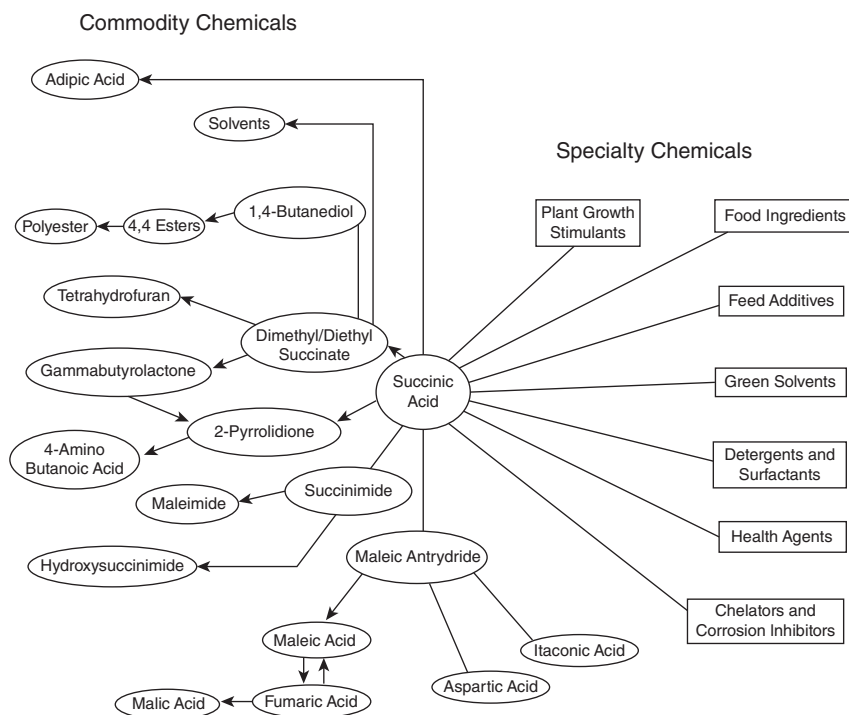 Commodity Chemicals
Adipic Acid
Solvents
Specialty Chemicals
1,4-Butanediol
Polyester
4,4 Esters
Plant Growth
Stimulants
Food Ingredients
Tetrahydrofuran
Feed Additives
Dimethyl/Diethyl
Succinate
Gammabutyrolactone
Succinic
Acid
Green Solvents
2-Pyrrolidione
4-Amino
Butanoic Acid
Detergents and
Surfactants
Succinimide
Maleimide
Health Agents
Maleic Antrydride
Hydroxysuccinimide
Chelators and
Corrosion Inhibitors
Maleic Acid
Itaconic Acid
Aspartic Acid
Malic Acid
Fumaric Acid